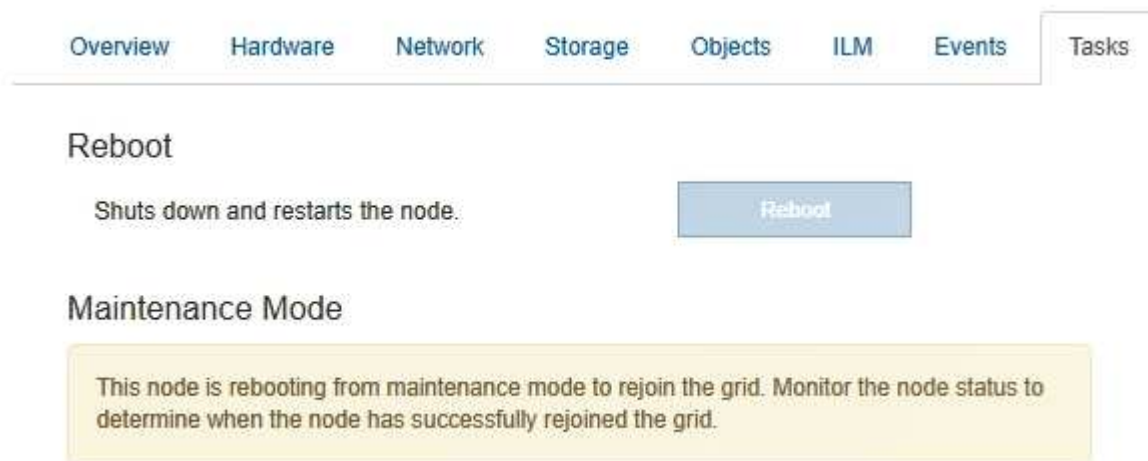 Overview Hardware Network Storage Objects ILM Events Tasks
Reboot
Shuts down and restarts the node. Reboot
Maintenance Mode
This node is rebooting from maintenance mode to rejoin the grid. Monitor the node status to
determine when the node has successfully rejoined the grid.